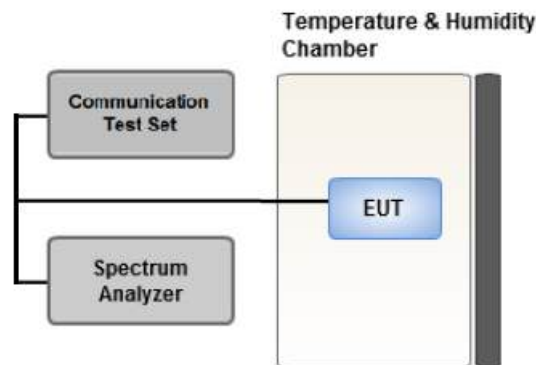 Temperature & Humidity
Chamber
Communication
Test Set
EUT
Spectrum
Analyzer